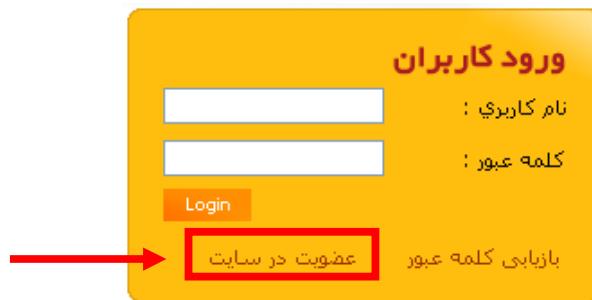 ورود کاربران
نام کاربري :
کلمه عبور :
Login
بازیابی کلمه عبور
عضویت در سایت